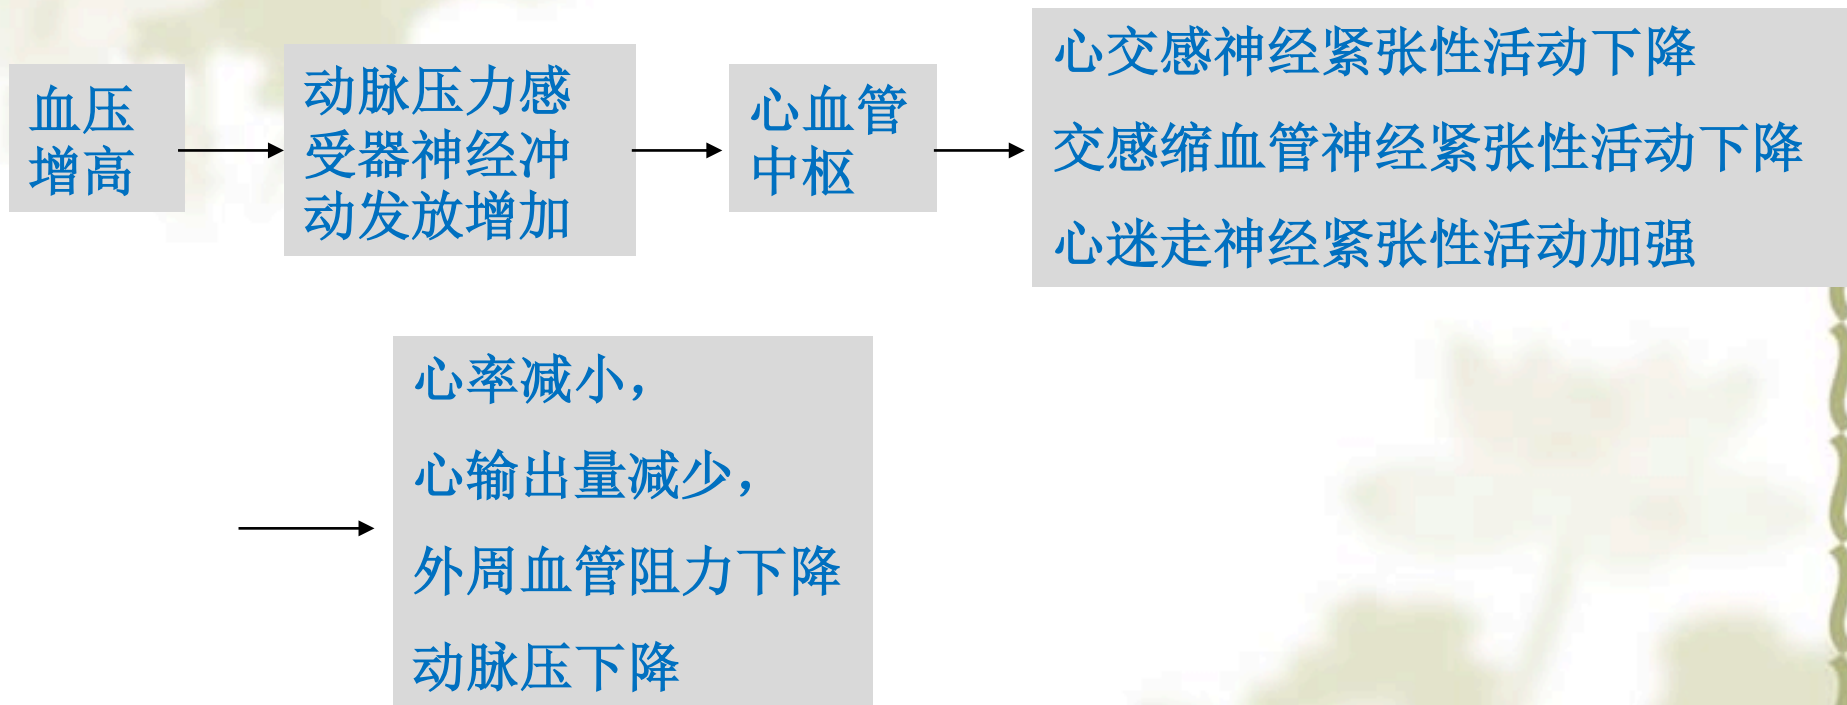 血压
增高
动脉压力感
受器神经冲
动发放增加
心血管
中枢
心交感神经紧张性活动下降
交感缩血管神经紧张性活动下降
心迷走神经紧张性活动加强
心率减小，
心输出量减少，
外周血管阻力下降
动脉压下降